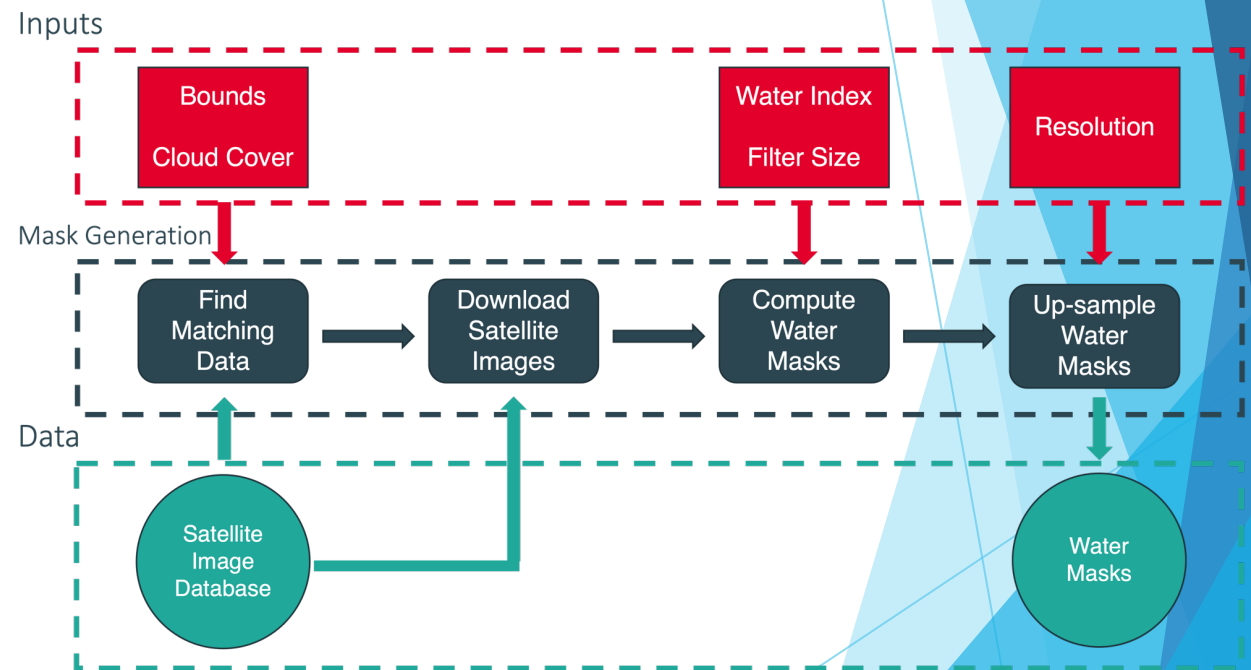 Inputs
Bounds
Cloud Cover
Water Index
Filter Size
Resolution
Mask Generation
Find
Matching
Data
Download
Satellite
Images
Compute
Water
Masks
Up-sample
Water
Masks
Data
Satellite
Image
Database
Water
Masks